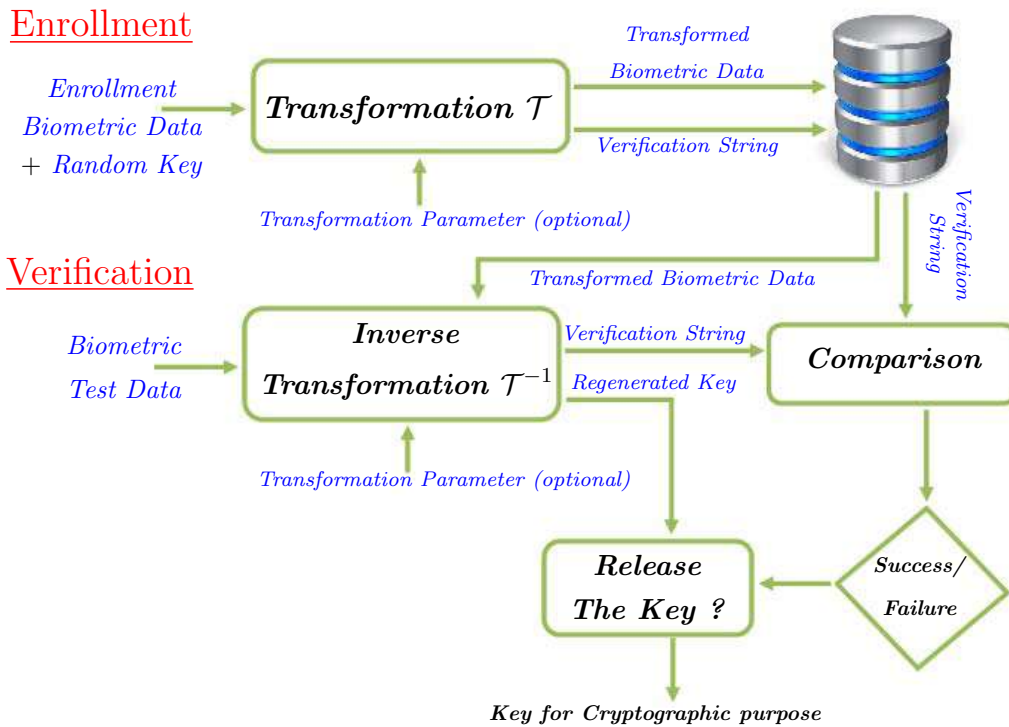 Enrollment
Enrollment
Biometric Data
+ Random Key
Transformation 𝒯
Transformed
Biometric Data
Verification String
Transformation Parameter (optional)
Verification
String
Transformed Biometric Data
Verification
Biometric
Test Data
Inverse
Transformation 𝒯⁻¹
Verification String
Regenerated Key
Comparison
Transformation Parameter (optional)
Release
The Key ?
Success/
Failure
Key for Cryptographic purpose